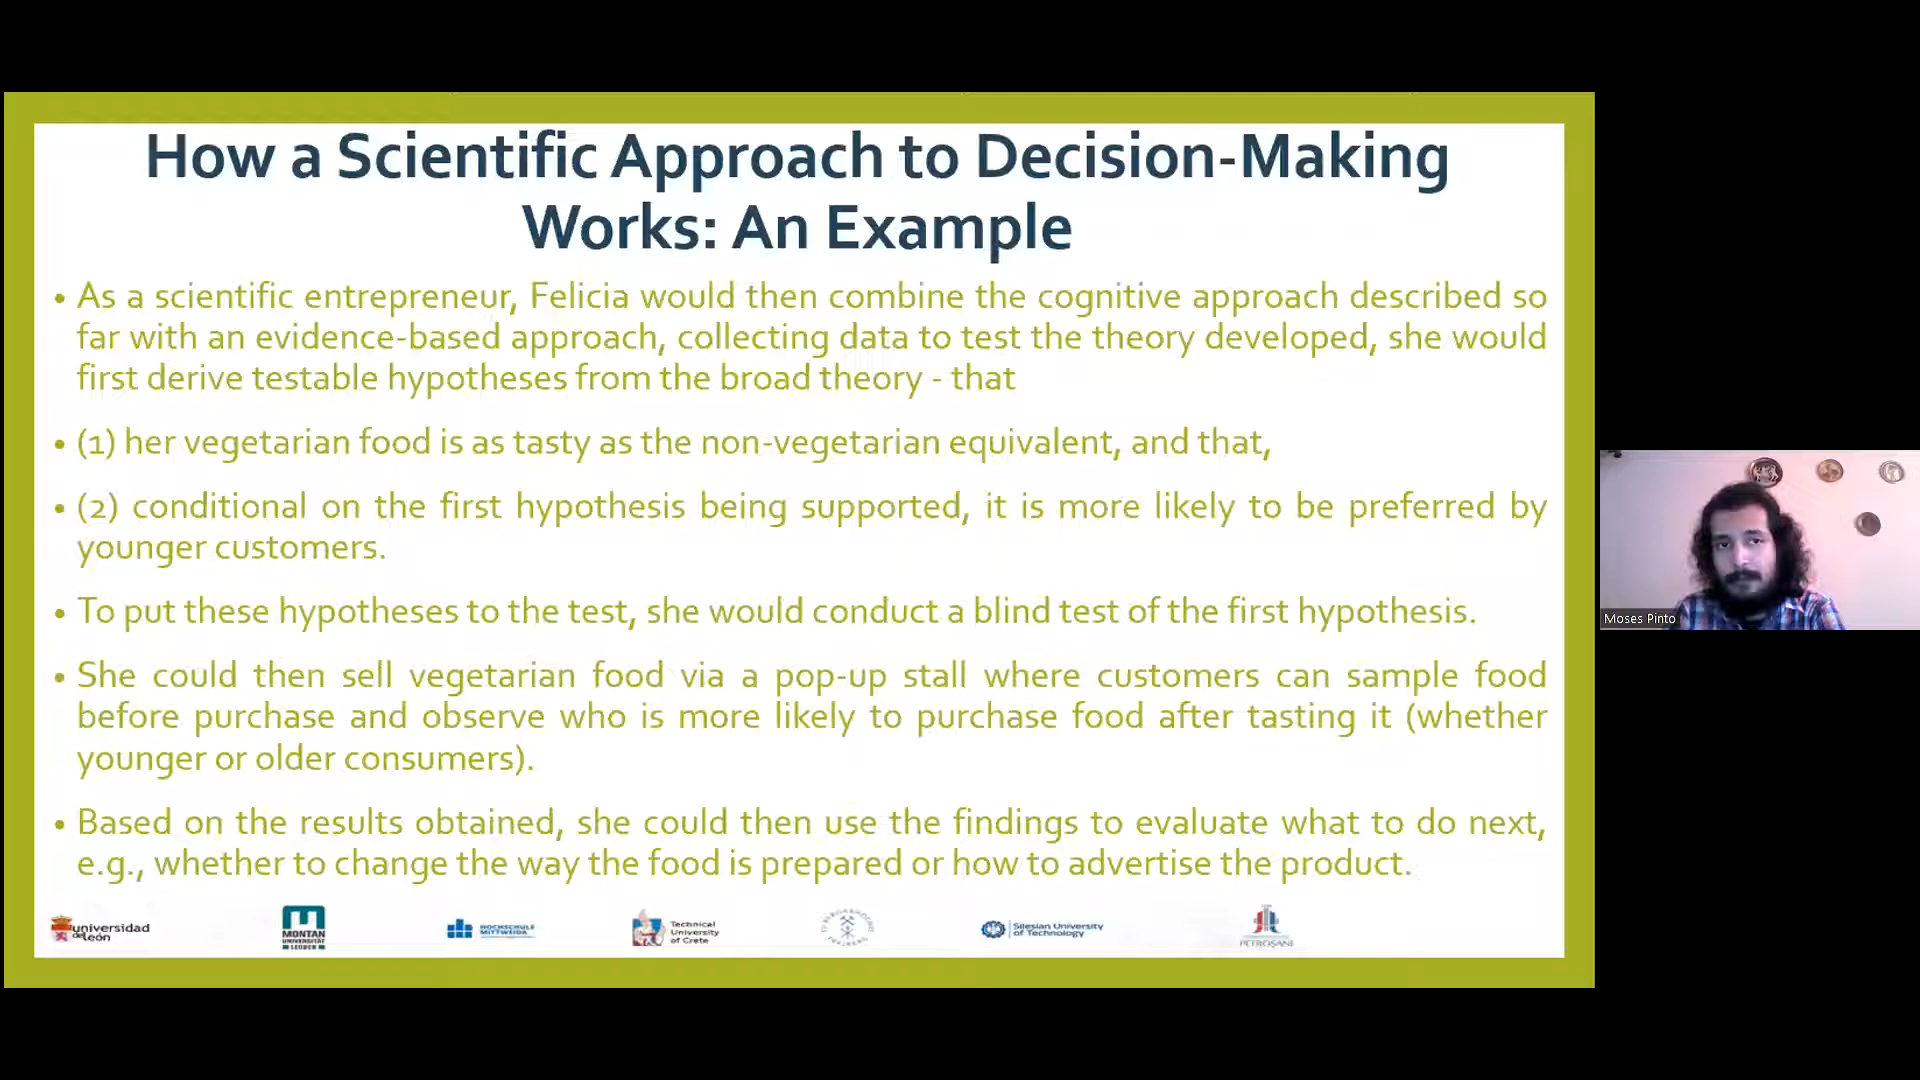 How a Scientific Approach to Decision-Making
Works: An Example
• As a scientific entrepreneur, Felicia would then combine the cognitive approach described so
far with an evidence-based approach, collecting data to test the theory developed, she would
first derive testable hypotheses from the broad theory - that
• (1) her vegetarian food is as tasty as the non-vegetarian equivalent, and that,
• (2) conditional on the first hypothesis being supported, it is more likely to be preferred by
younger customers.
• To put these hypotheses to the test, she would conduct a blind test of the first hypothesis.
• She could then sell vegetarian food via a pop-up stall where customers can sample food
before purchase and observe who is more likely to purchase food after tasting it (whether
younger or older consumers).
• Based on the results obtained, she could then use the findings to evaluate what to do next,
e.g., whether to change the way the food is prepared or how to advertise the product.
universidad
de león
MONTAN
UNIVERSITÄT
LEOBEN
HOCHSCHULE
MITTWEIDA
Technical
University
of Crete
Silesian University
of Technology
PETROȘANI
Moses Pinto